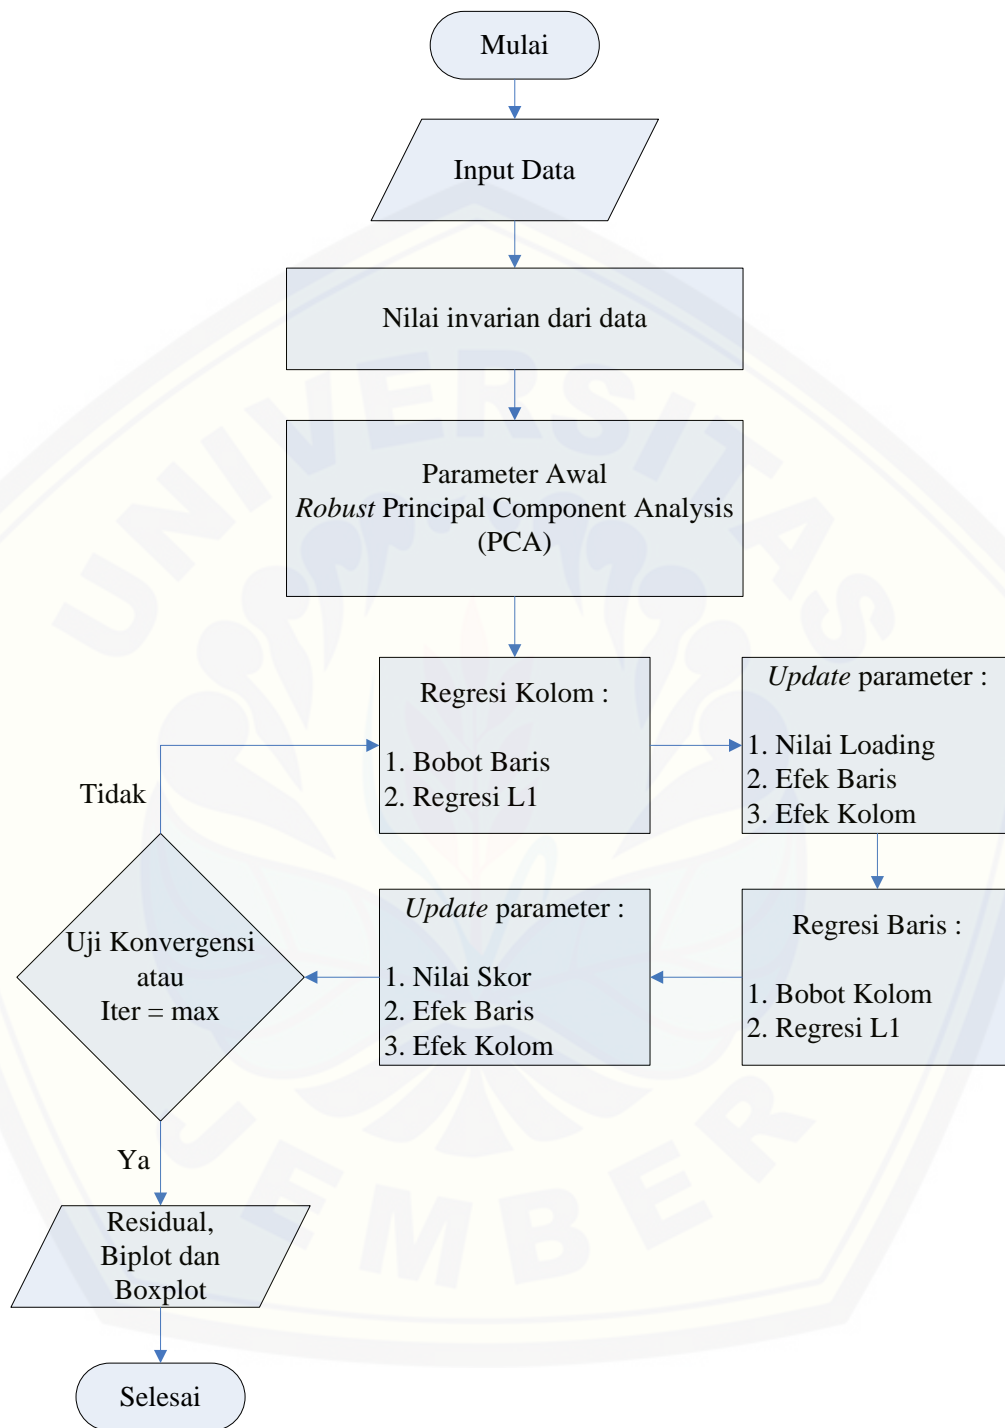 Mulai
Input Data
Nilai invarian dari data
Parameter Awal
Robust Principal Component Analysis
(PCA)
Regresi Kolom :
1. Bobot Baris
2. Regresi L1
Update parameter :
1. Nilai Loading
2. Efek Baris
3. Efek Kolom
Regresi Baris :
1. Bobot Kolom
2. Regresi L1
Update parameter :
1. Nilai Skor
2. Efek Baris
3. Efek Kolom
Uji Konvergensi
atau
Iter = max
Tidak
Ya
Residual,
Biplot dan
Boxplot
Selesai
UNIVERSITAS
JEMBER